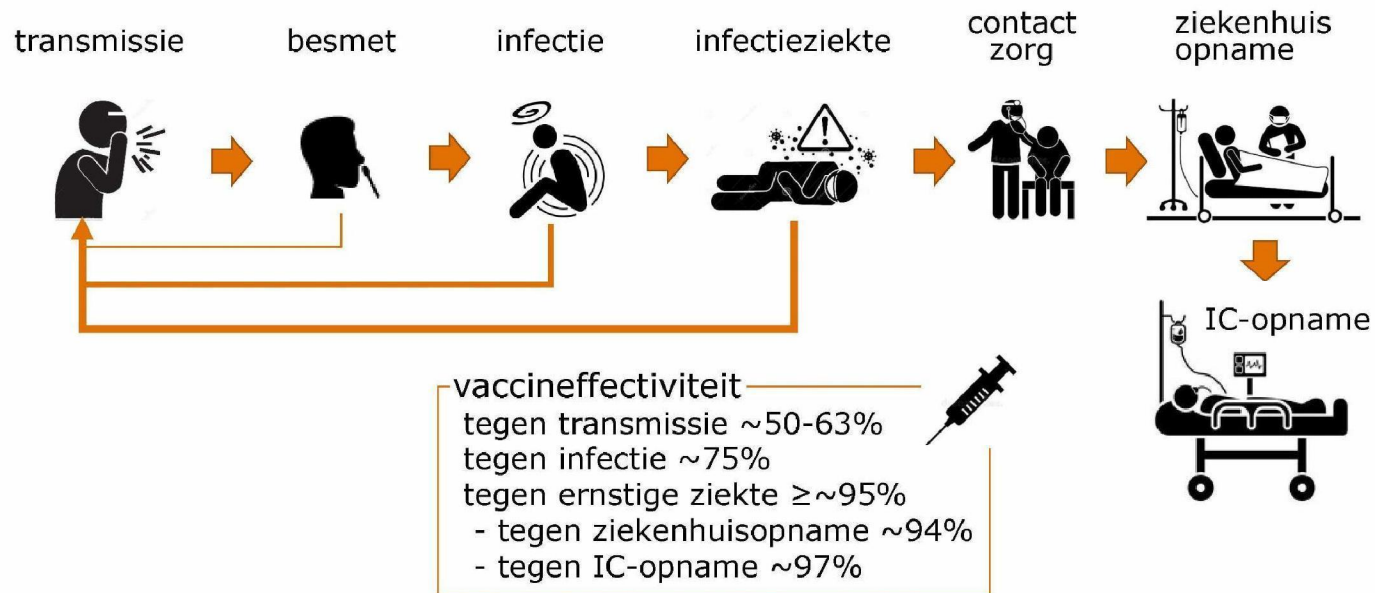 transmissie
besmet
infectie
infectieziekte
contact
zorg
ziekenhuis
opname
IC-opname
vaccineffectiviteit
tegen transmissie ~50-63%
tegen infectie ~75%
tegen ernstige ziekte ≥~95%
- tegen ziekenhuisopname ~94%
- tegen IC-opname ~97%